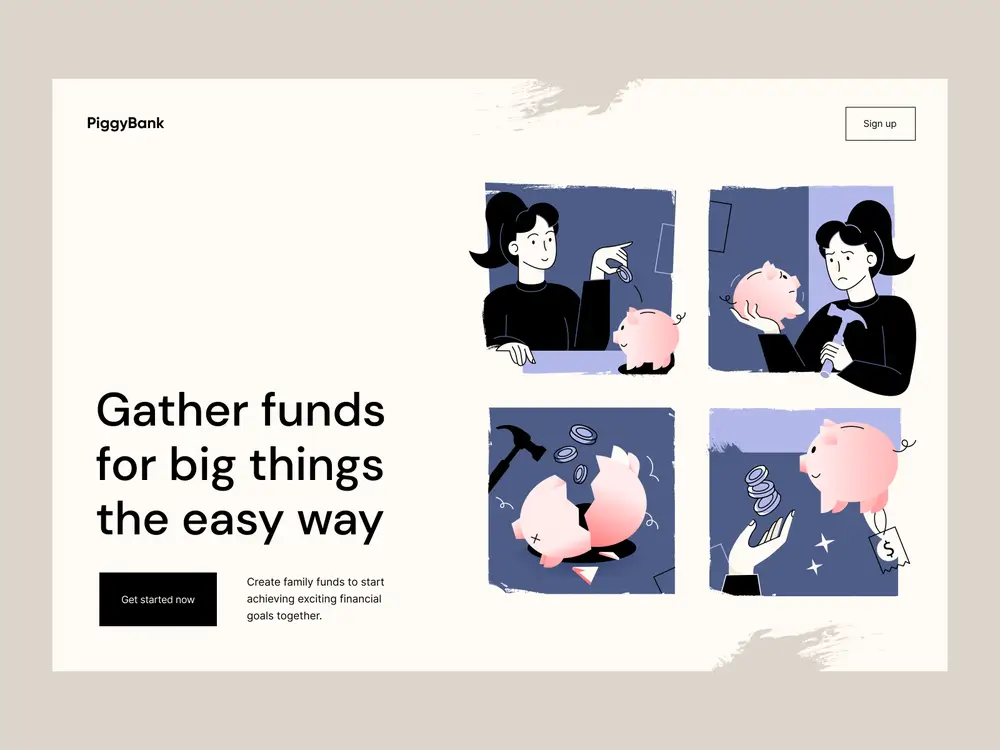 PiggyBank
Sign up
Gather funds
for big things
the easy way
Get started now
Create family funds to start
achieving exciting financial
goals together.
$